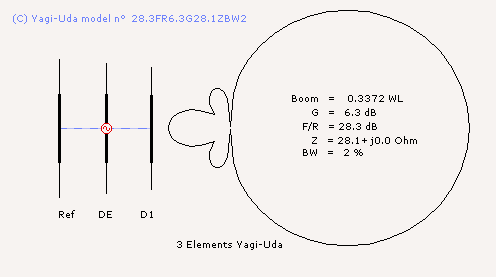 (C) Yagi-Uda model n° 28.3FR6.3G28.1ZBW2
Boom = 0.3372 WL
G = 6.3 dB
F/R = 28.3 dB
Z = 28.1+j0.0 Ohm
BW = 2 %
Ref DE D1
3 Elements Yagi-Uda